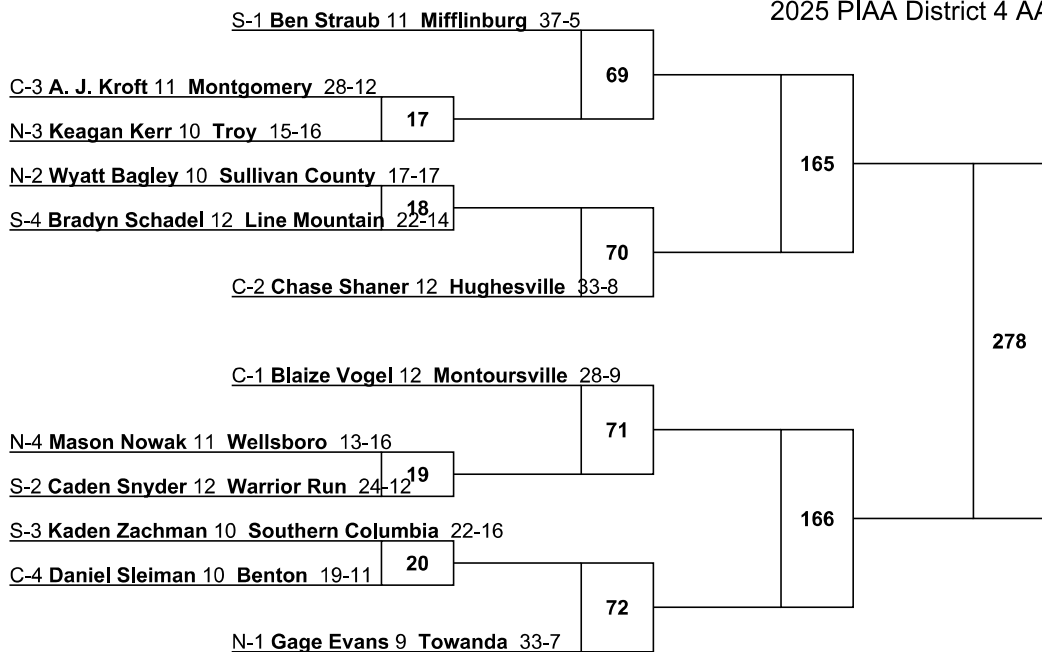 2025 PIAA District 4 AA
S-1 Ben Straub 11 Mifflinburg 37-5
69
C-3 A. J. Kroft 11 Montgomery 28-12
17
N-3 Keagan Kerr 10 Troy 15-16
165
N-2 Wyatt Bagley 10 Sullivan County 17-17
18
S-4 Bradyn Schadel 12 Line Mountain 22-14
70
C-2 Chase Shaner 12 Hughesville 33-8
278
C-1 Blaize Vogel 12 Montoursville 28-9
71
N-4 Mason Nowak 11 Wellsboro 13-16
19
S-2 Caden Snyder 12 Warrior Run 24-12
166
S-3 Kaden Zachman 10 Southern Columbia 22-16
20
C-4 Daniel Sleiman 10 Benton 19-11
72
N-1 Gage Evans 9 Towanda 33-7